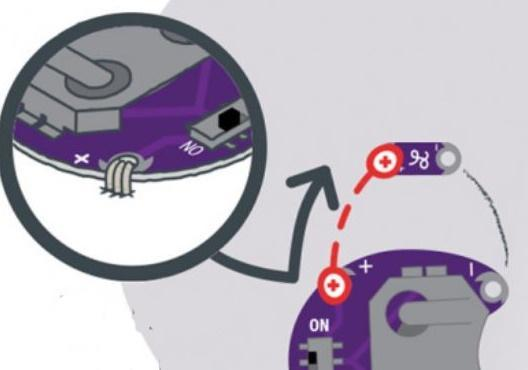 + ON
+
+ -
ON